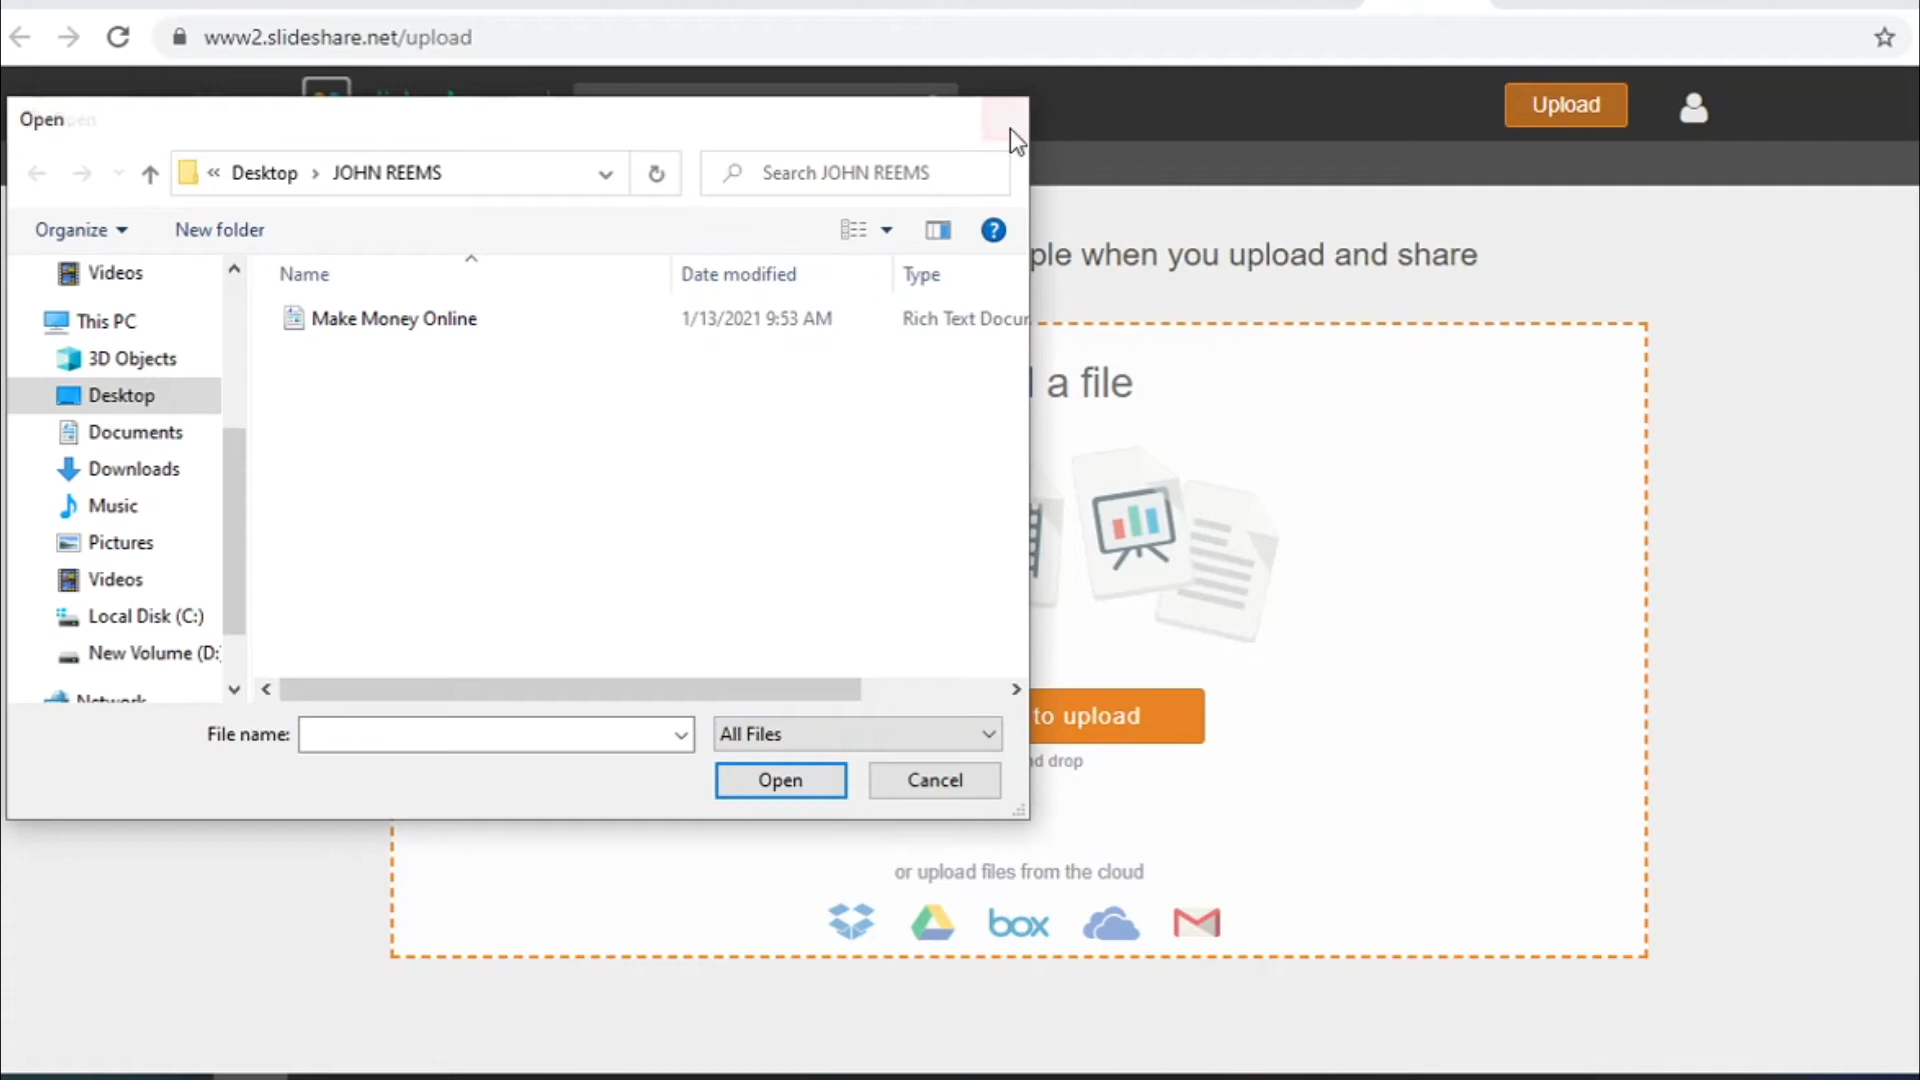 www2.slideshare.net/upload
Upload
Open
Desktop
JOHN REEMS
Search JOHN REEMS
Organize
New folder
Name
Date modified
Type
Make Money Online
1/13/2021 9:53 AM
Rich Text
Videos
This PC
3D Objects
Desktop
Documents
Downloads
Music
Pictures
Videos
Local Disk (C:)
New Volume (D:
Network
File name:
All Files
Open
Cancel
when you upload and share
a file
to upload
drop
or upload files from the cloud
box